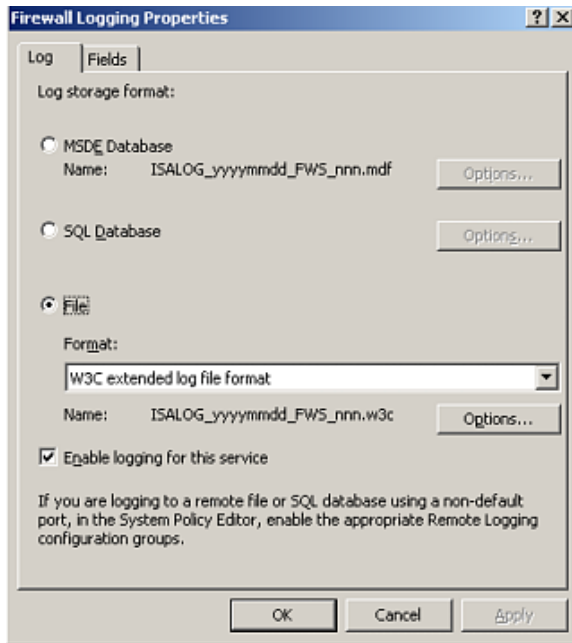 Firewall Logging Properties
Log Fields
Log storage format:
MSDE Database
Name: ISALOG_yyyymmdd_FWS_nnn.mdf Options...
SQL Database Options...
File
Format:
W3C extended log file format
Name: ISALOG_yyyymmdd_FWS_nnn.w3c Options...
Enable logging for this service
If you are logging to a remote file or SQL database using a non-default
port, in the System Policy Editor, enable the appropriate Remote Logging
configuration groups.
OK Cancel Apply